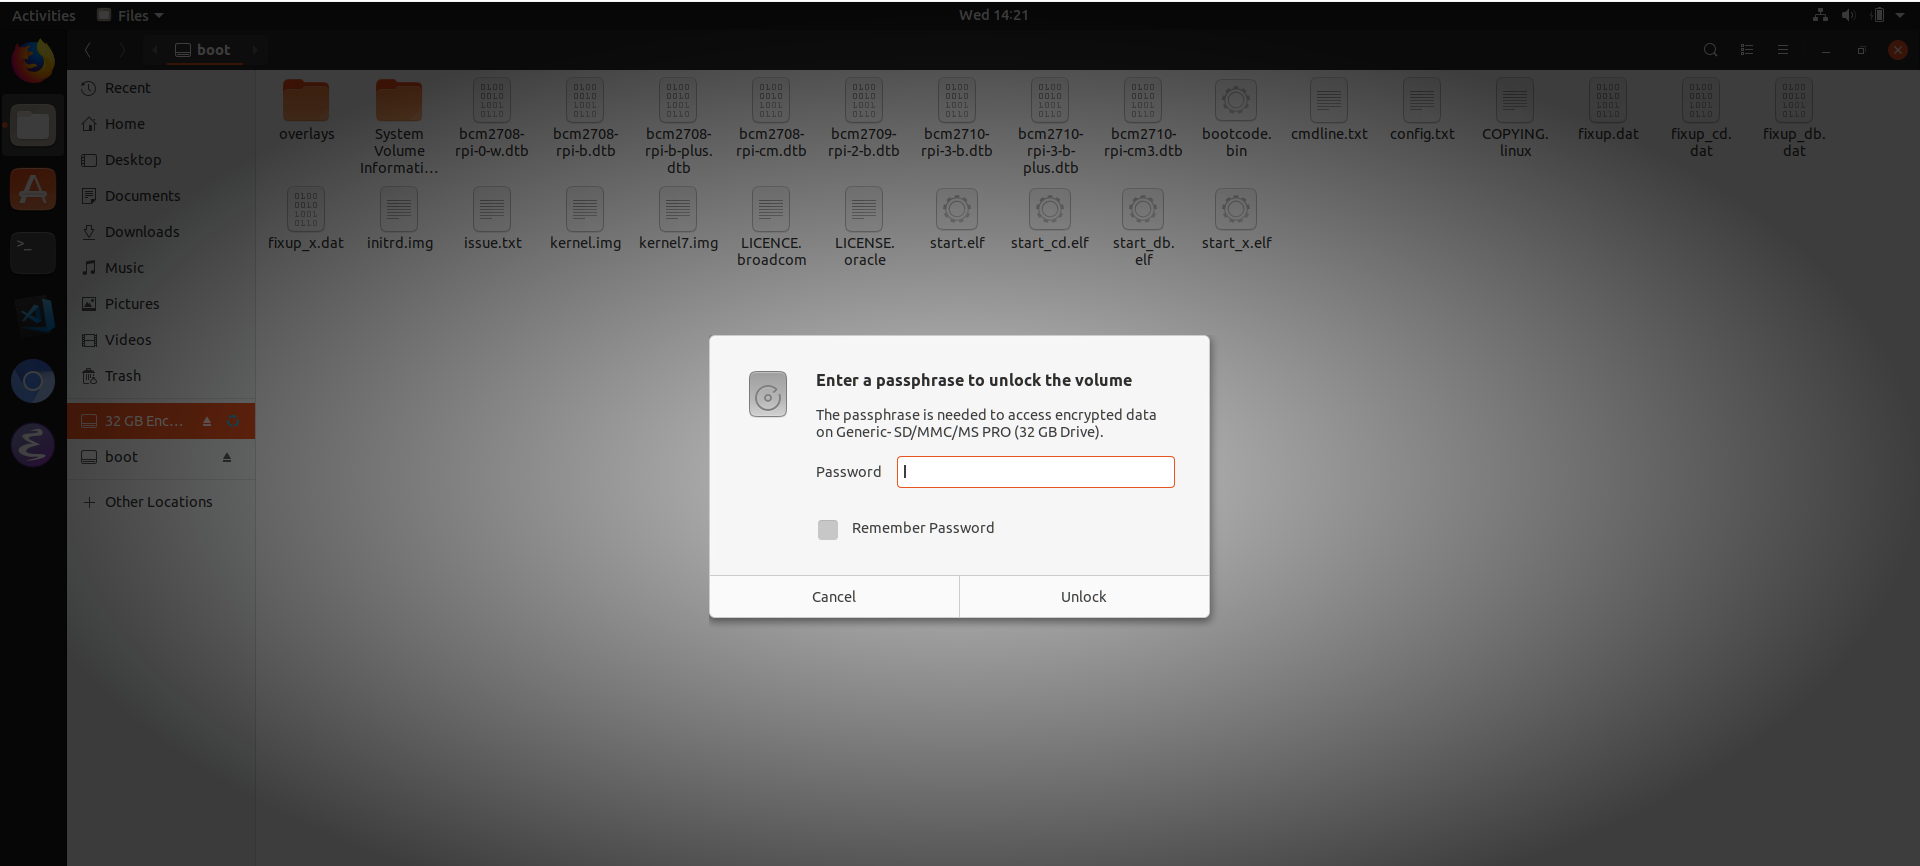 Activities
Files
Wed 14:21
boot
Recent
Home
Desktop
Documents
Downloads
Music
Pictures
Videos
Trash
32 GB Enc...
boot
Other Locations
overlays
System
Volume
Informati...
bcm2708-
rpi-0-w.dtb
bcm2708-
rpi-b.dtb
bcm2708-
rpi-b-plus.
dtb
bcm2708-
rpi-cm.dtb
bcm2709-
rpi-2-b.dtb
bcm2710-
rpi-3-b.dtb
bcm2710-
rpi-3-b-
plus.dtb
bcm2710-
rpi-cm3.dtb
bootcode.
bin
cmdline.txt
config.txt
COPYING.
linux
fixup.dat
fixup_cd.
dat
fixup_db.
dat
fixup_x.dat
initrd.img
issue.txt
kernel.img
kernel7.img
LICENCE.
broadcom
LICENSE.
oracle
start.elf
start_cd.elf
start_db.
elf
start_x.elf
Enter a passphrase to unlock the volume
The passphrase is needed to access encrypted data
on Generic- SD/MMC/MS PRO (32 GB Drive).
Password
Remember Password
Cancel
Unlock